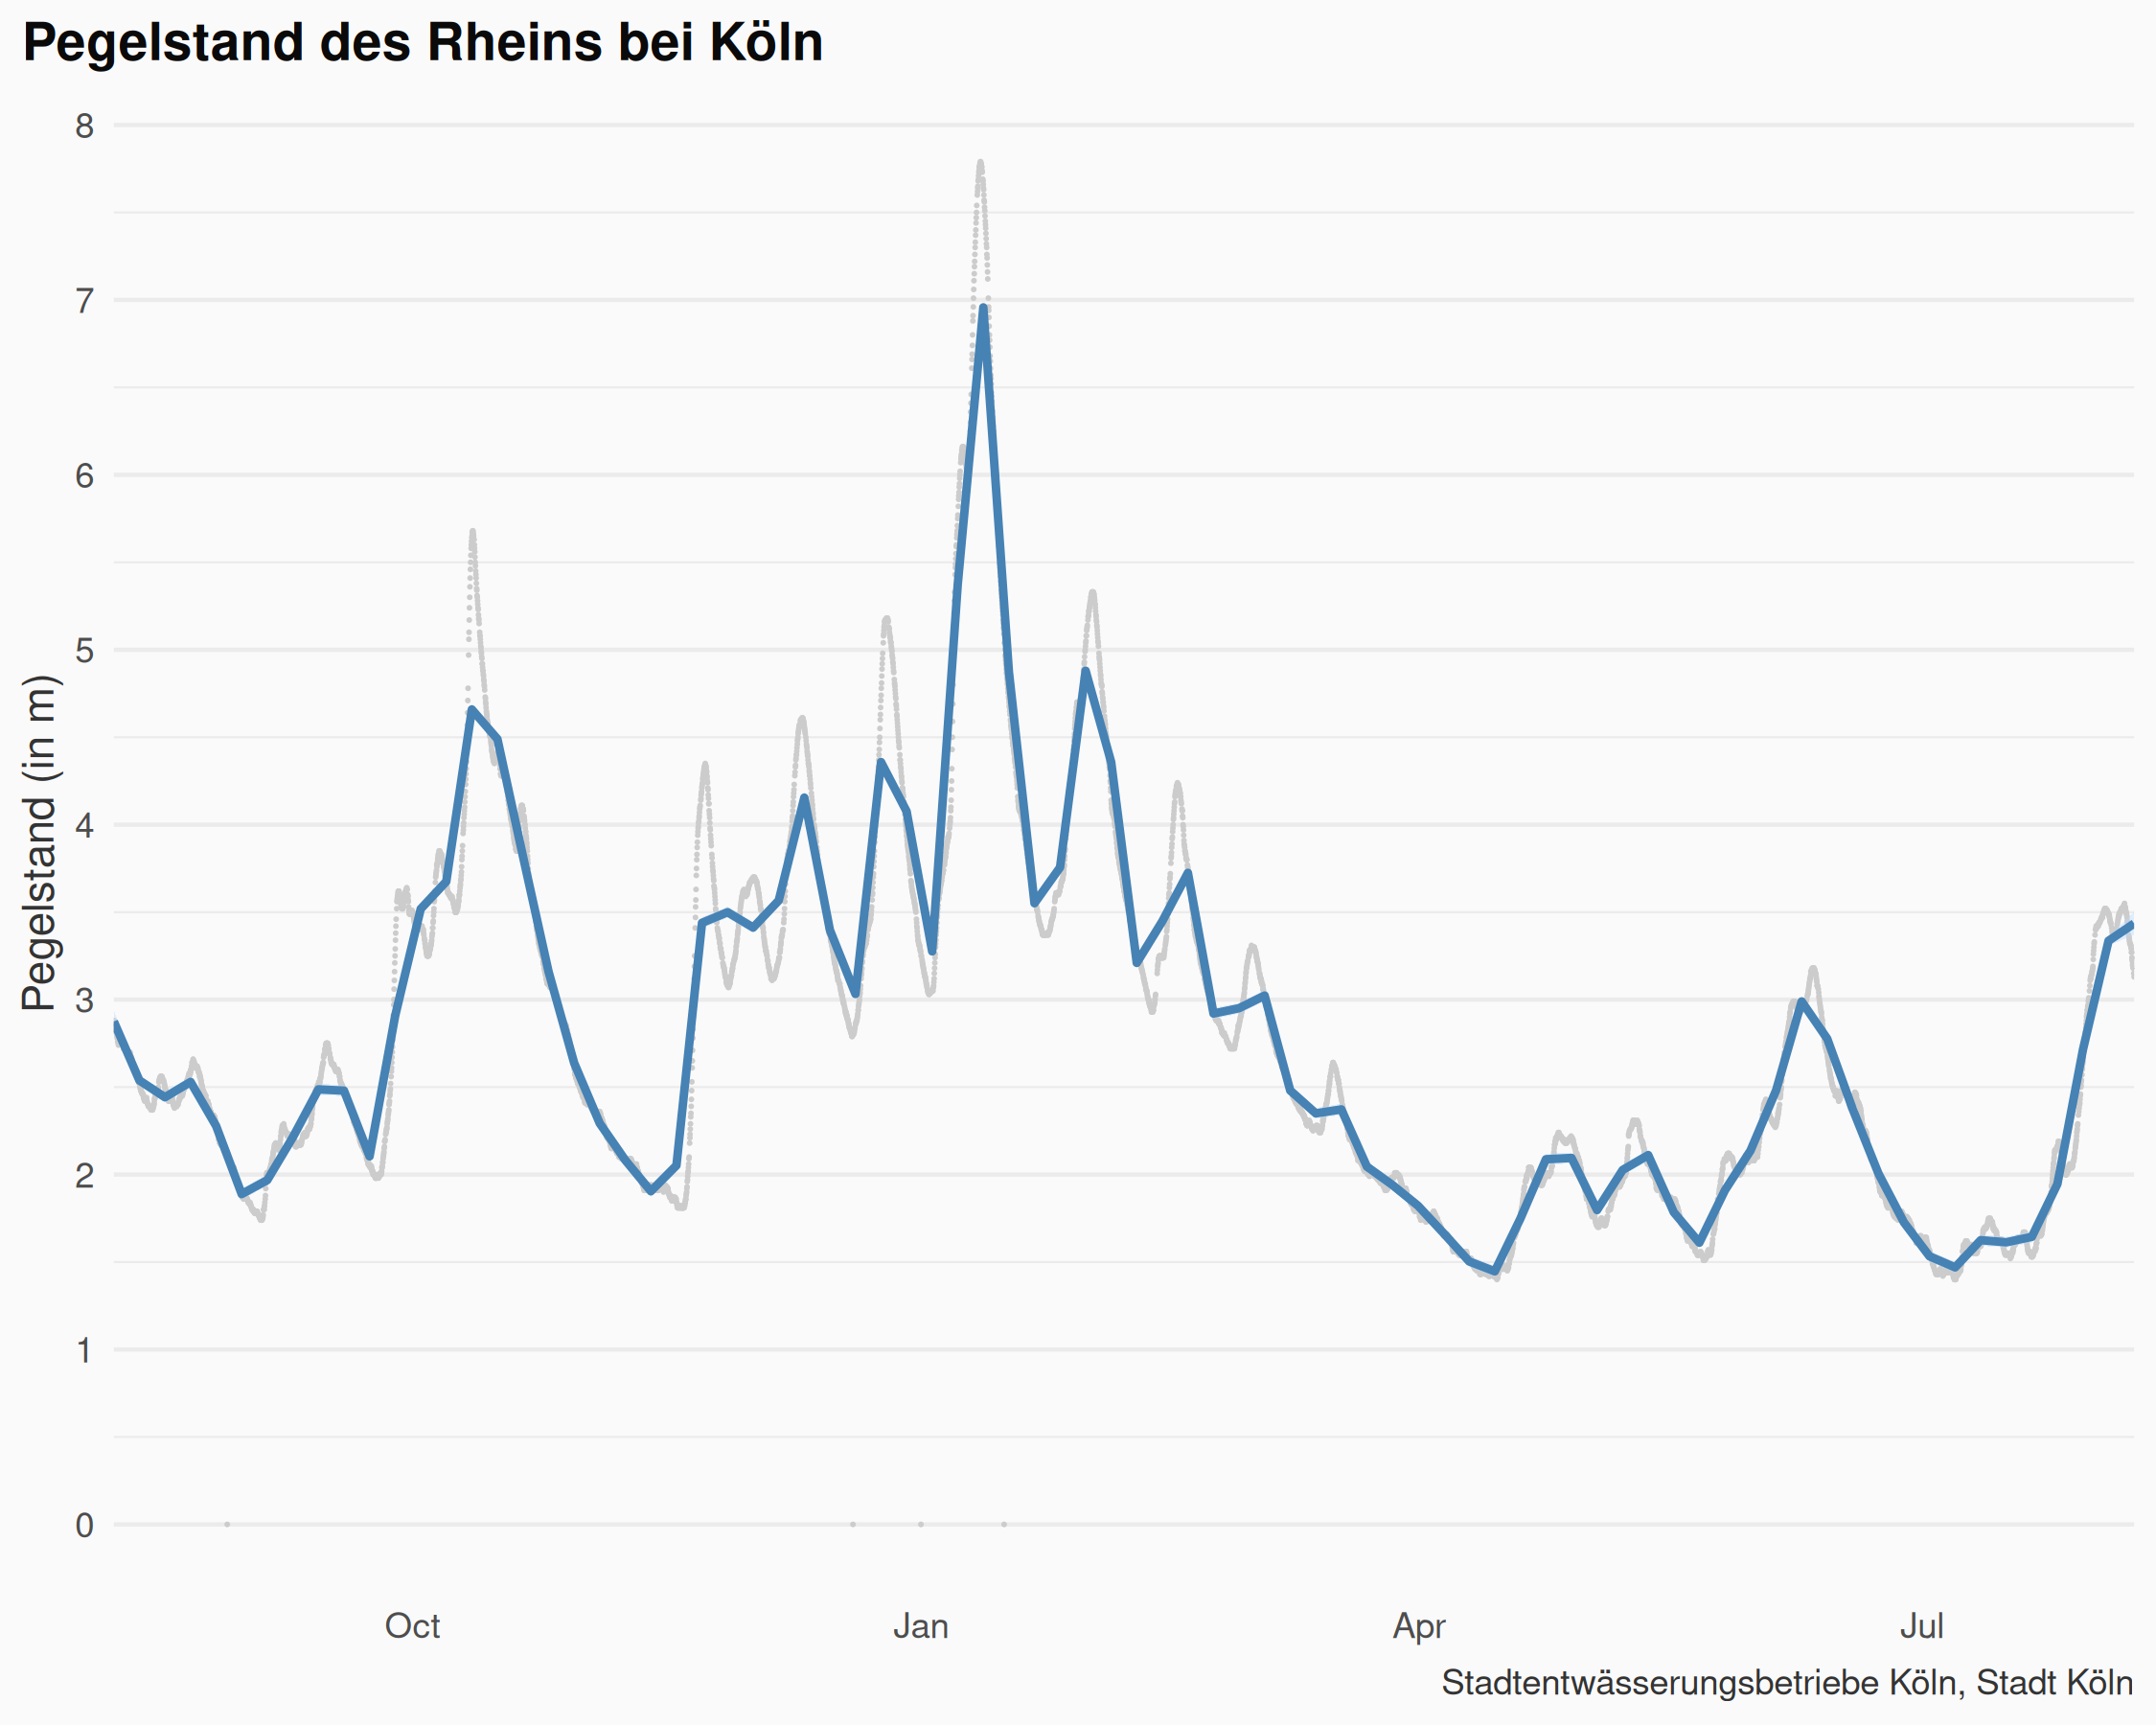 Pegelstand des Rheins bei Köln
Pegelstand (in m)
8
7
6
5
4
3
2
1
0
Oct Jan Apr Jul
Stadtentwässerungsbetriebe Köln, Stadt Köln